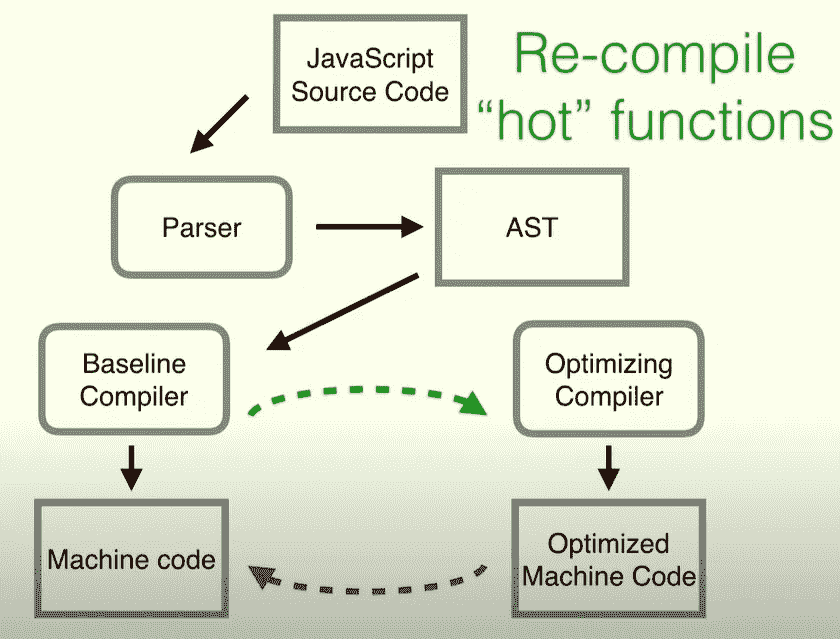 JavaScript
Source Code
Re-compile
“hot” functions
Parser
AST
Baseline
Compiler
Optimizing
Compiler
Machine code
Optimized
Machine Code